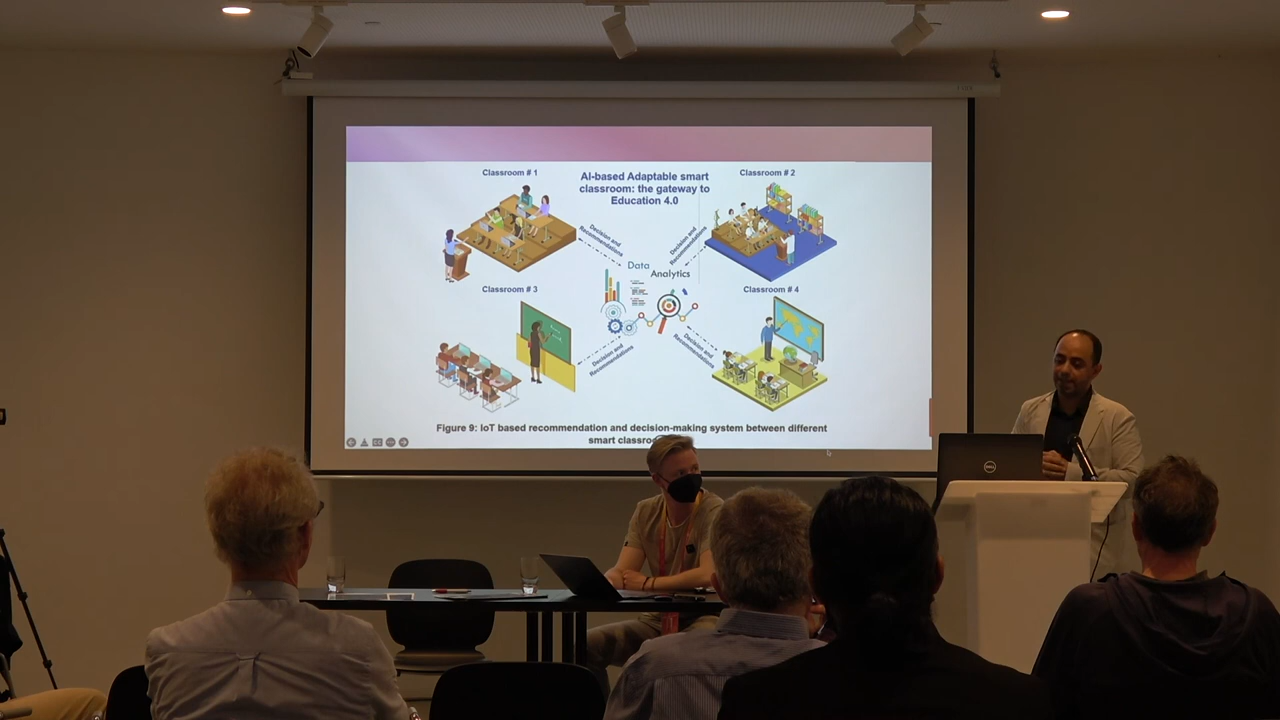 Classroom # 1
AI-based Adaptable smart
classroom: the gateway to
Education 4.0
Classroom # 2
Decision and
Recommendations
Decision and
Recommendations
Data
Analytics
Classroom # 3
Classroom # 4
Decision and
Recommendations
Decision and
Recommendations
Figure 9: IoT based recommendation and decision-making system between different
smart
DELL